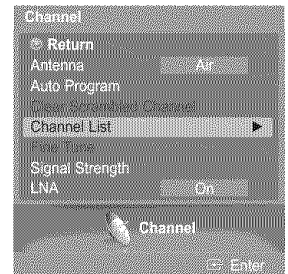 Channel
Return
Antenna Air
Auto Program
Clear Scrambled Channel
Channel List
Fine Tune
Signal Strength
LNA On
Channel
Enter